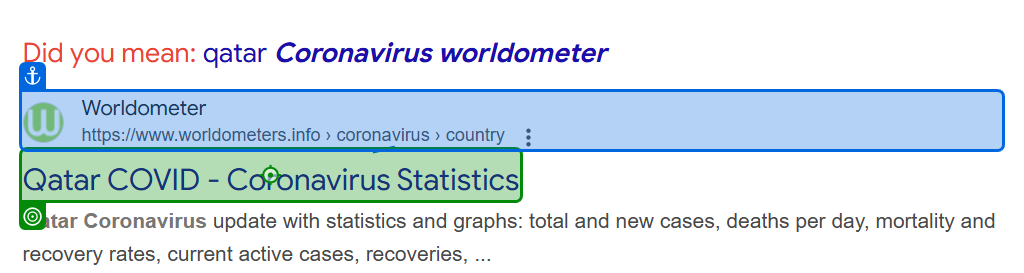 Did you mean: qatar Coronavirus worldometer
Worldometer
https://www.worldometers.info › coronavirus › country
Qatar COVID - Coronavirus Statistics
Coronavirus update with statistics and graphs: total and new cases, deaths per day, mortality and
recovery rates, current active cases, recoveries, ...